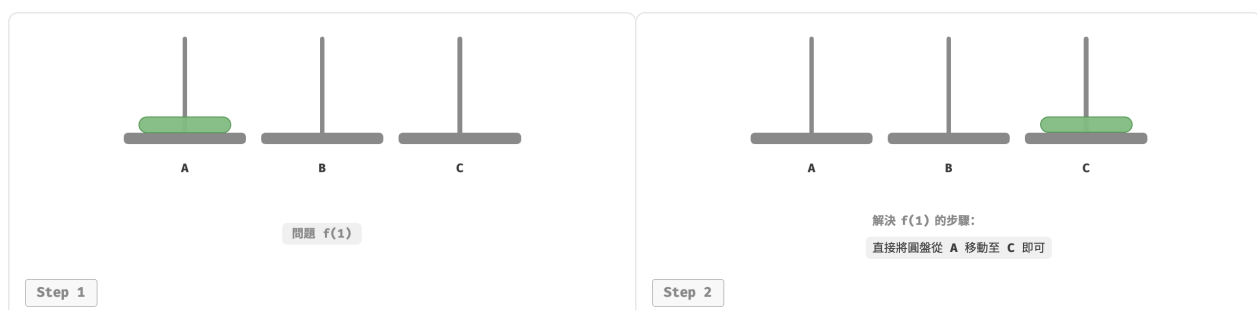 A B C
問題 f(1)
Step 1
A B C
解決 f(1) 的步驟：
直接將圓盤從 A 移動至 C 即可
Step 2